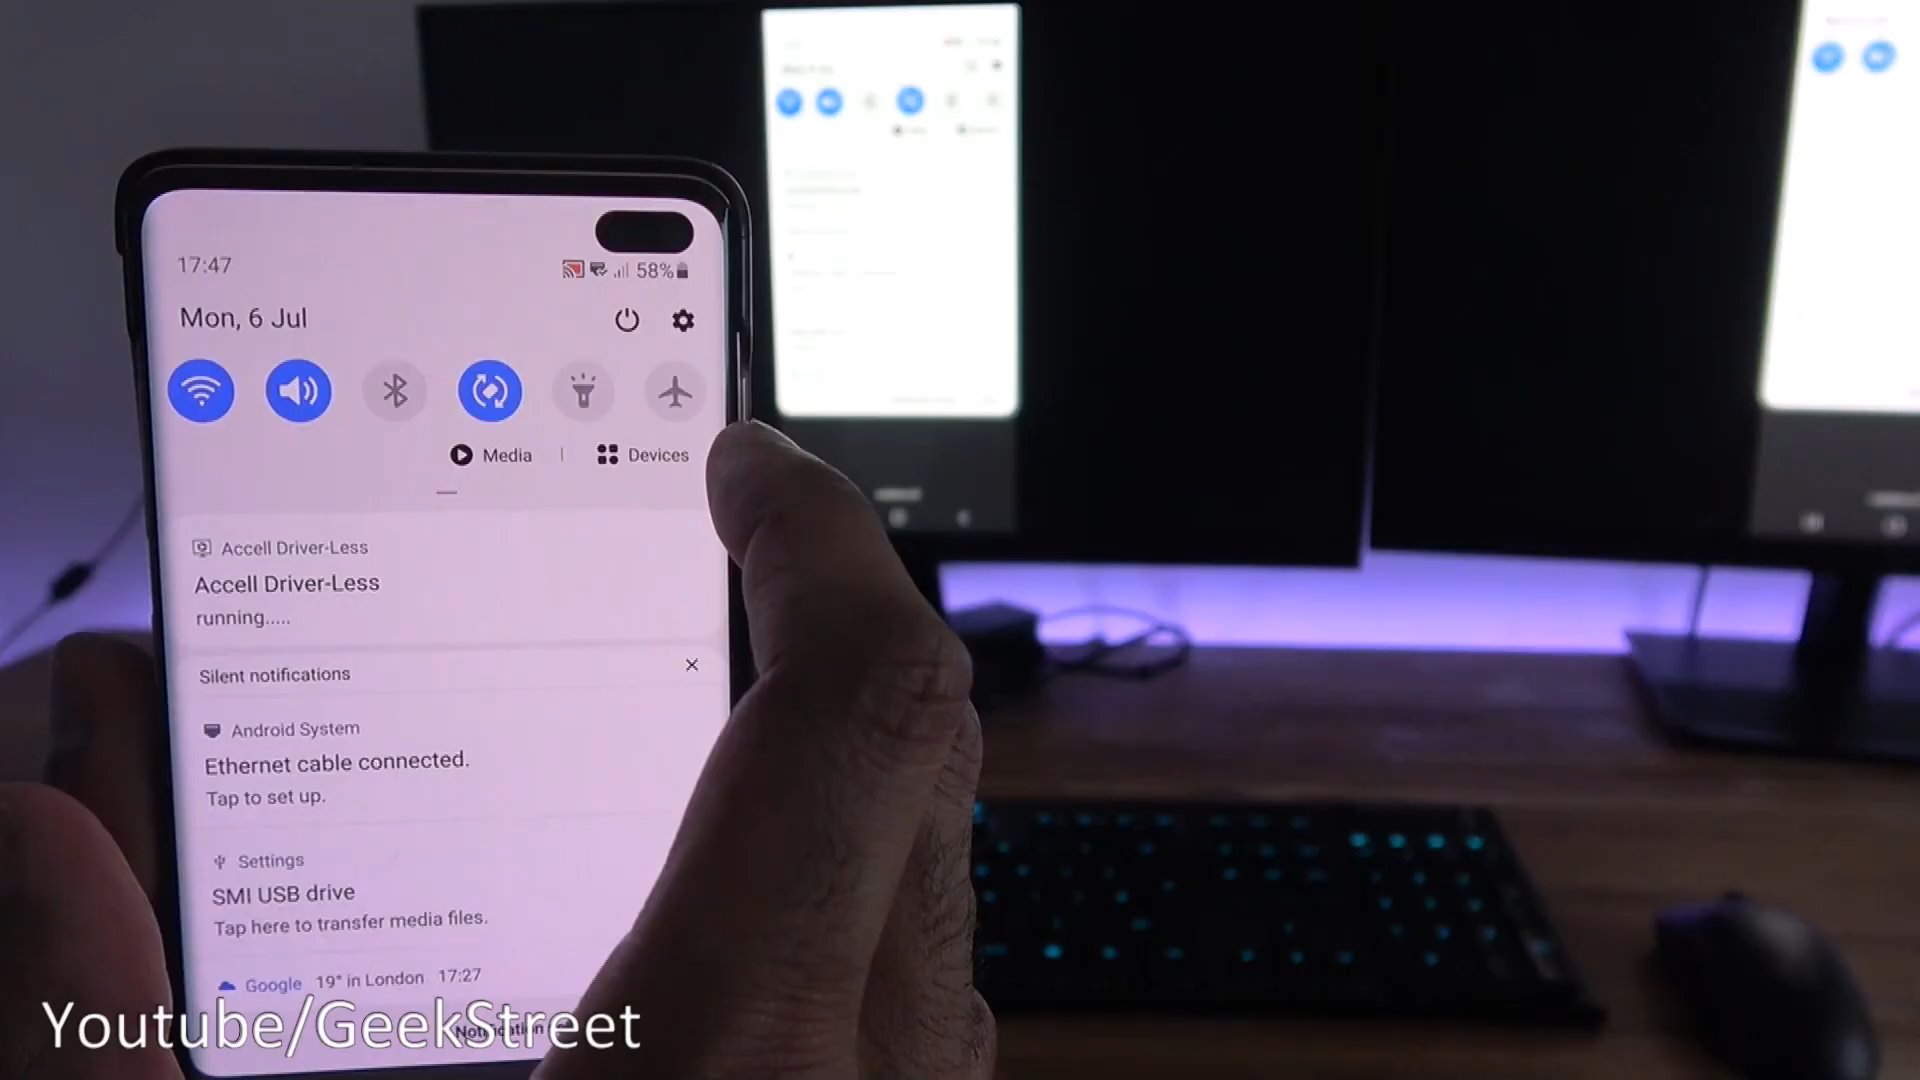 17:47
58%
Mon, 6 Jul
Media | Devices
Accell Driver-Less
Accell Driver-Less
running.....
Silent notifications
Android System
Ethernet cable connected.
Tap to set up.
Settings
SMI USB drive
Tap here to transfer media files.
Google 19° in London 17:27
Youtube/GeekStreet